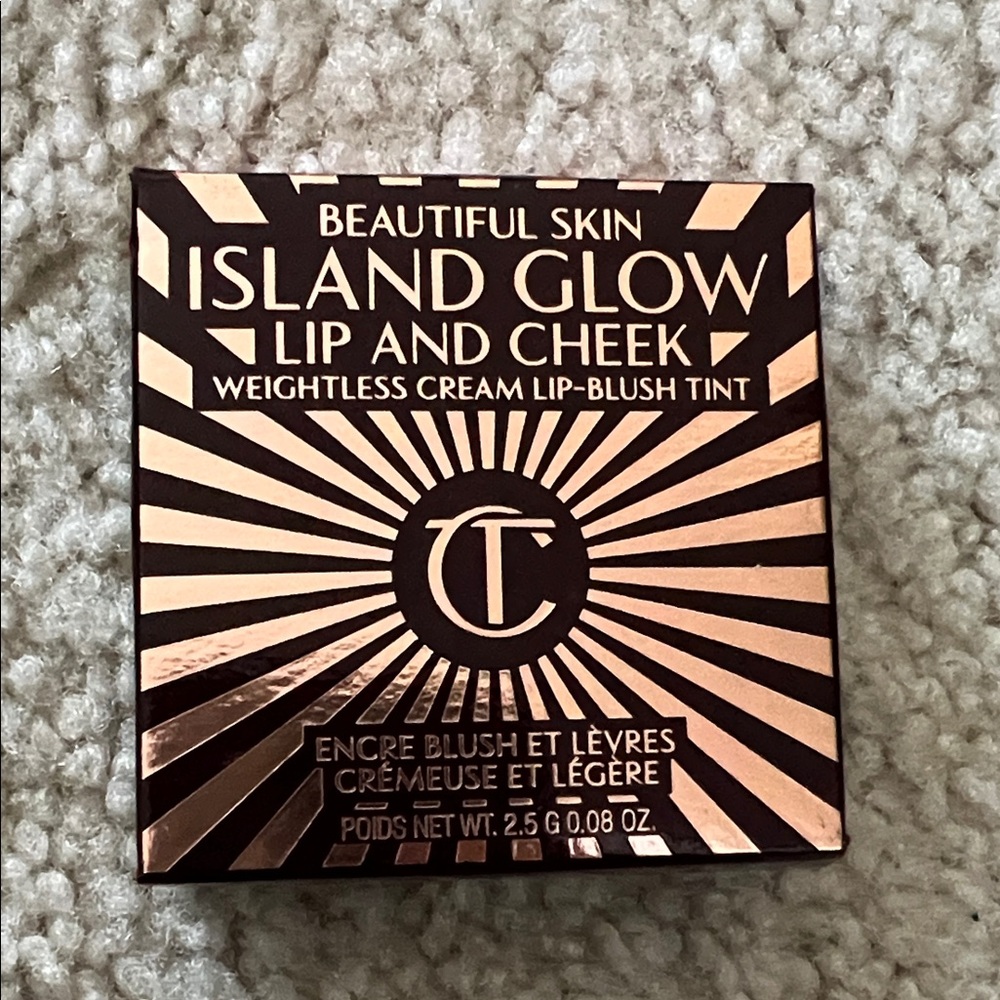 BEAUTIFUL SKIN
ISLAND GLOW
LIP AND CHEEK
WEIGHTLESS CREAM LIP-BLUSH TINT
CT
ENCRE BLUSH ET LÈVRES
CRÉMEUSE ET LÉGÈRE
POIDS NET WT. 2.5 G 0.08 OZ.